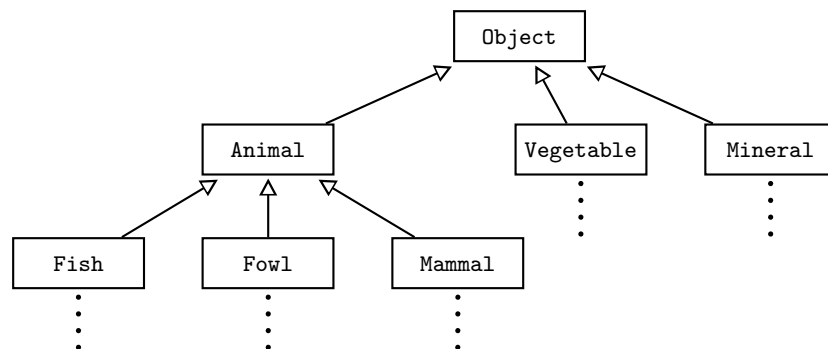 Object
Animal
Vegetable
Mineral
Fish
Fowl
Mammal